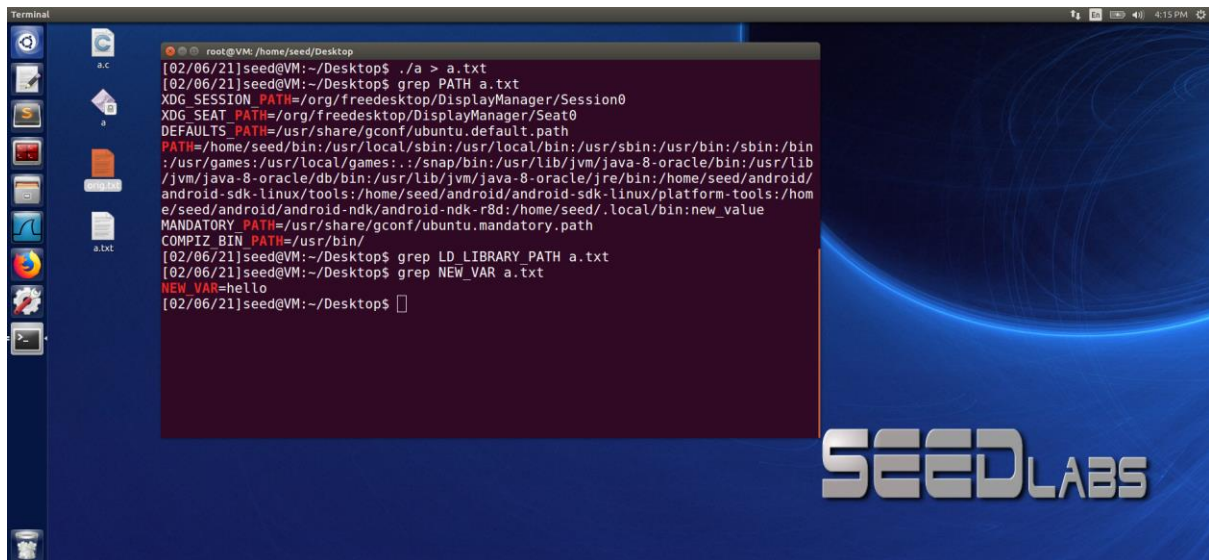 Terminal
En
4:15 PM
a.c
a
orig.txt
a.txt
root@VM: /home/seed/Desktop
[02/06/21]seed@VM:~/Desktop$ ./a > a.txt
[02/06/21]seed@VM:~/Desktop$ grep PATH a.txt
XDG_SESSION_PATH=/org/freedesktop/DisplayManager/Session0
XDG_SEAT_PATH=/org/freedesktop/DisplayManager/Seat0
DEFAULTS_PATH=/usr/share/gconf/ubuntu.default.path
PATH=/home/seed/bin:/usr/local/sbin:/usr/local/bin:/usr/sbin:/usr/bin:/sbin:/bin
:/usr/games:/usr/local/games:.:/snap/bin:/usr/lib/jvm/java-8-oracle/bin:/usr/lib
/jvm/java-8-oracle/db/bin:/usr/lib/jvm/java-8-oracle/jre/bin:/home/seed/android/
android-sdk-linux/tools:/home/seed/android/android-sdk-linux/platform-tools:/hom
e/seed/android/android-ndk/android-ndk-r8d:/home/seed/.local/bin:new_value
MANDATORY_PATH=/usr/share/gconf/ubuntu.mandatory.path
COMPIZ_BIN_PATH=/usr/bin/
[02/06/21]seed@VM:~/Desktop$ grep LD_LIBRARY_PATH a.txt
[02/06/21]seed@VM:~/Desktop$ grep NEW_VAR a.txt
NEW_VAR=hello
[02/06/21]seed@VM:~/Desktop$
SEEDLABS